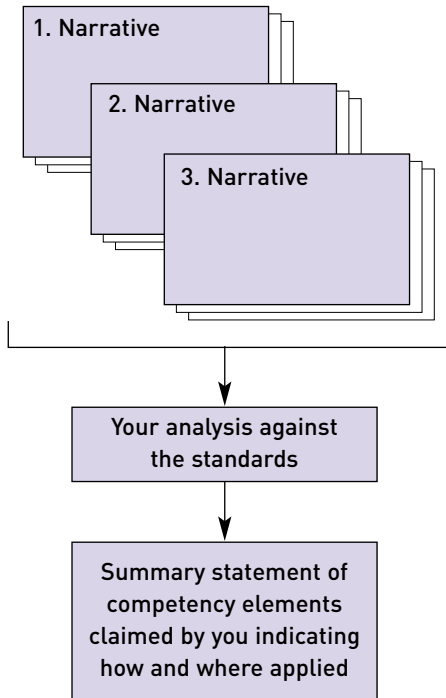 1. Narrative
2. Narrative
3. Narrative
Your analysis against
the standards
Summary statement of
competency elements
claimed by you indicating
how and where applied